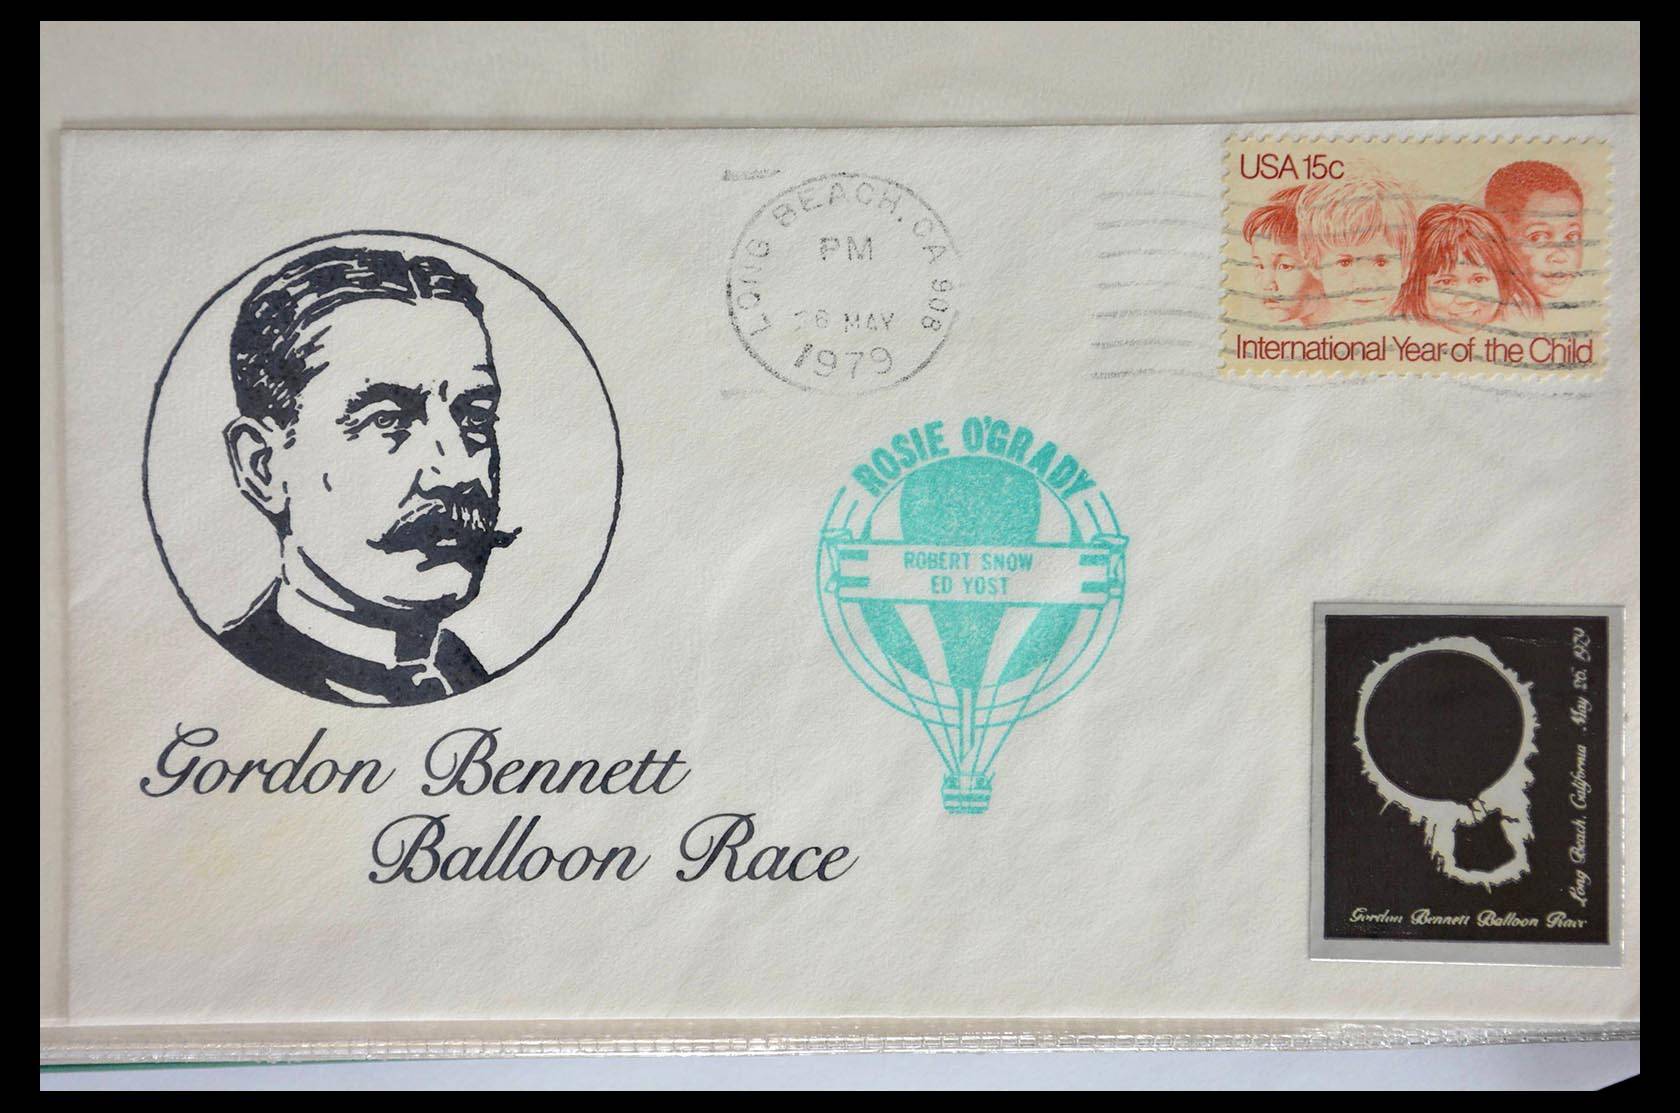 LONG BEACH, CA 908
PM
26 MAY
1979
USA 15c
International Year of the Child
ROSIE O'GRADY
ROBERT SNOW
ED YOST
Gordon Bennett
Balloon Race
Long Beach, California May 26, 1979
Gordon Bennett Balloon Race